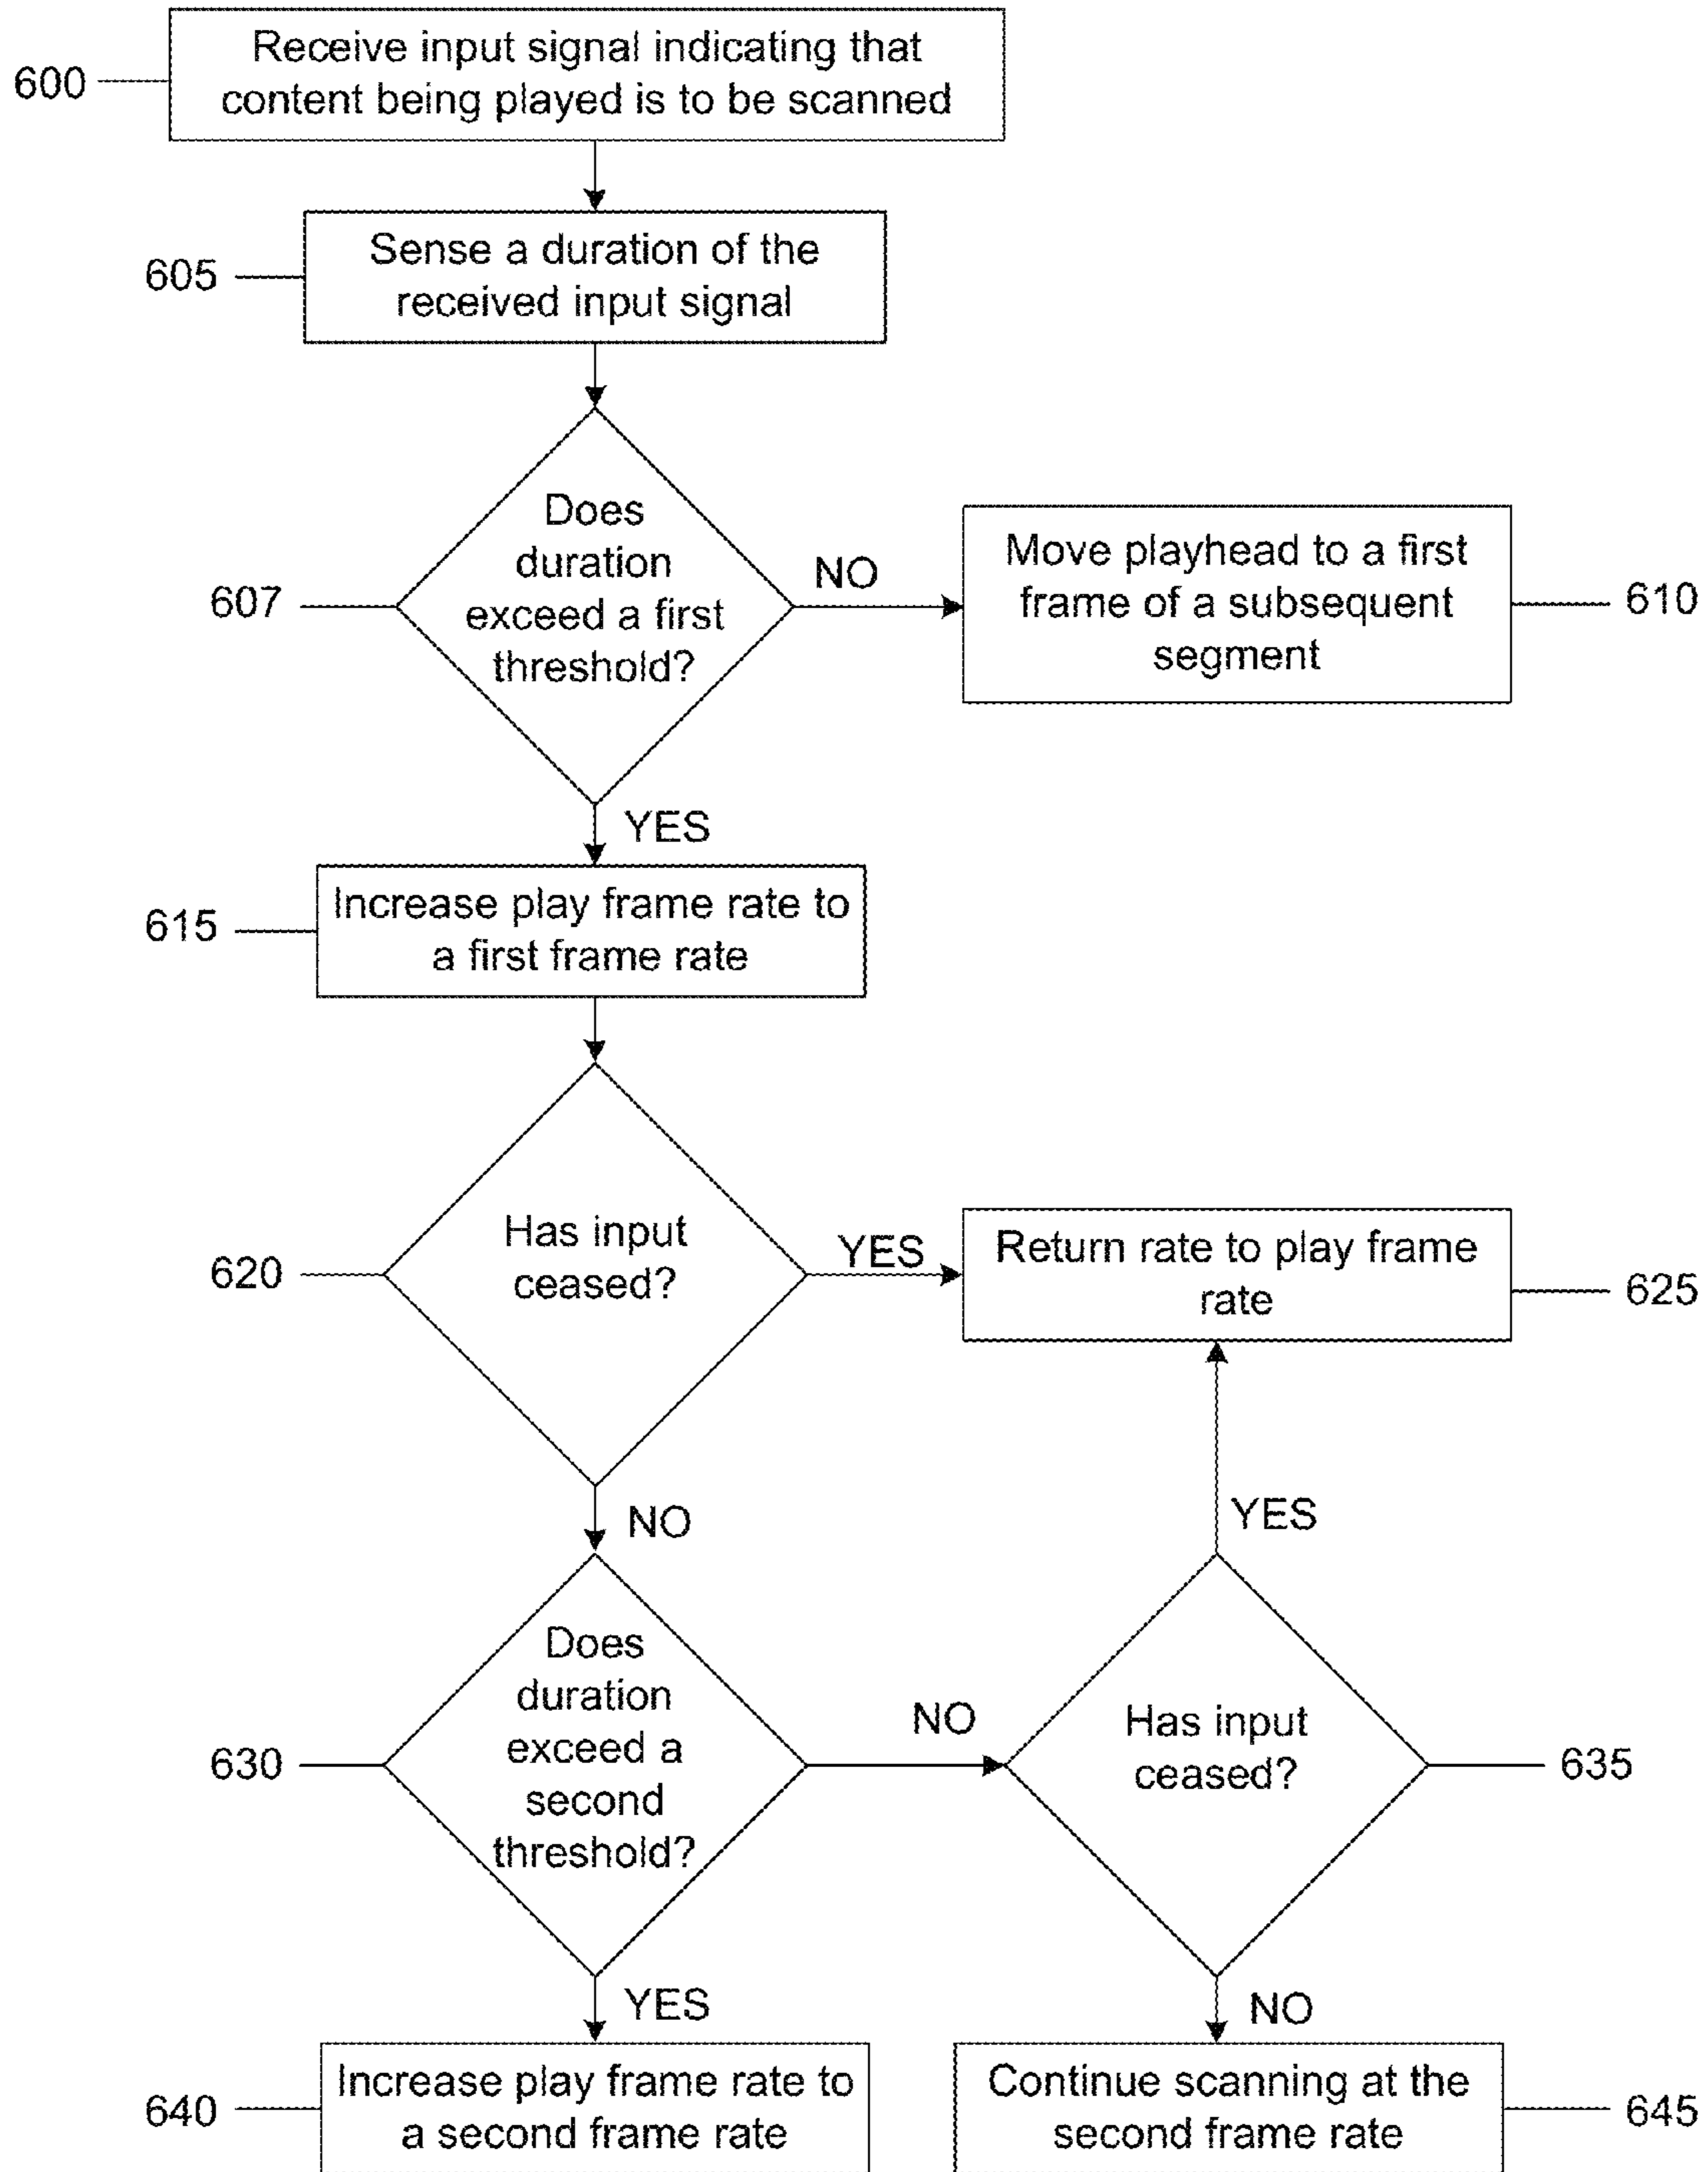 600
Receive input signal indicating that
content being played is to be scanned
605
Sense a duration of the
received input signal
607
Does
duration
exceed a first
threshold?
NO
Move playhead to a first
frame of a subsequent
segment
610
YES
615
Increase play frame rate to
a first frame rate
620
Has input
ceased?
YES
Return rate to play frame
rate
625
NO
YES
630
Does
duration
exceed a
second
threshold?
NO
Has input
ceased?
635
YES
NO
640
Increase play frame rate to
a second frame rate
Continue scanning at the
second frame rate
645